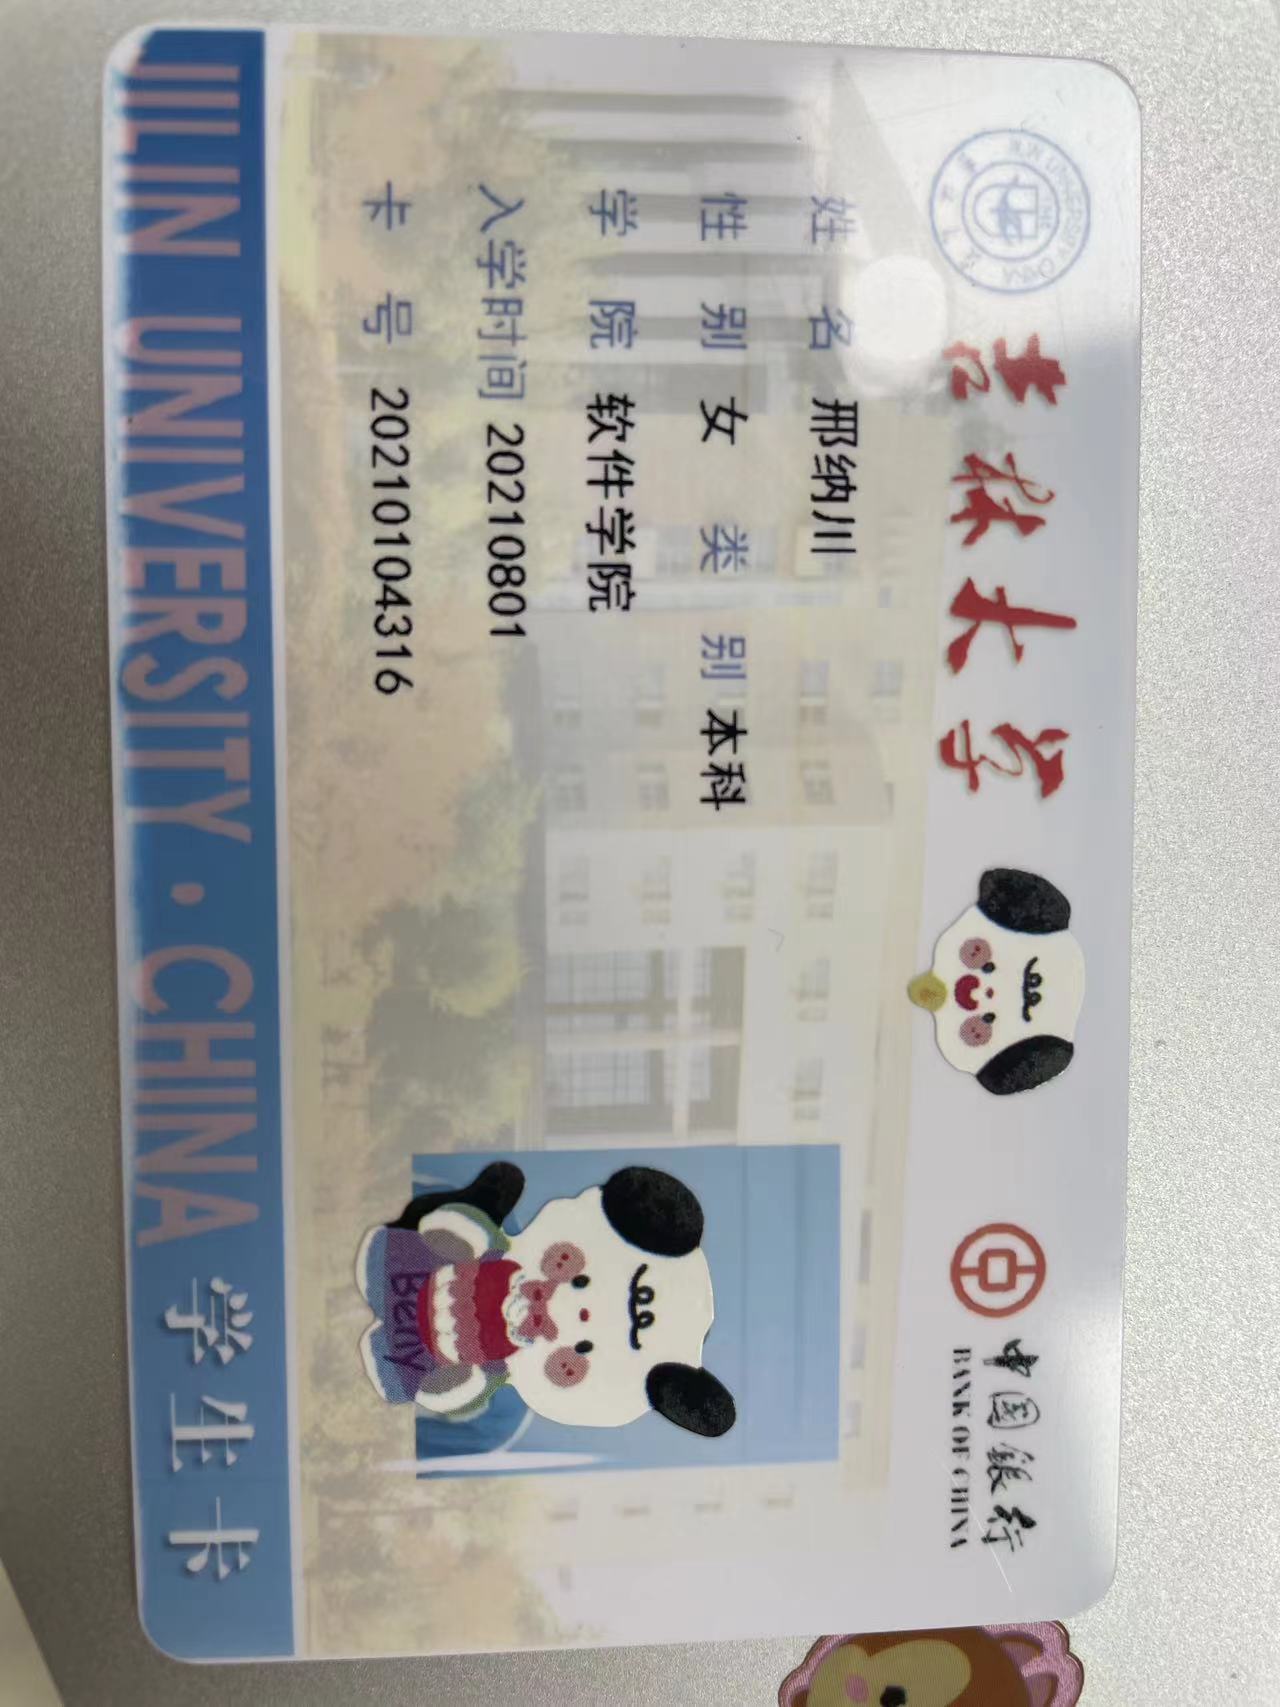 吉林大学
中国银行
BANK OF CHINA
姓名 邢纳川
性别 女 类别 本科
学院 软件学院
入学时间 20210801
卡号 20210104316
Beny
JILIN UNIVERSITY·CHINA 学生卡